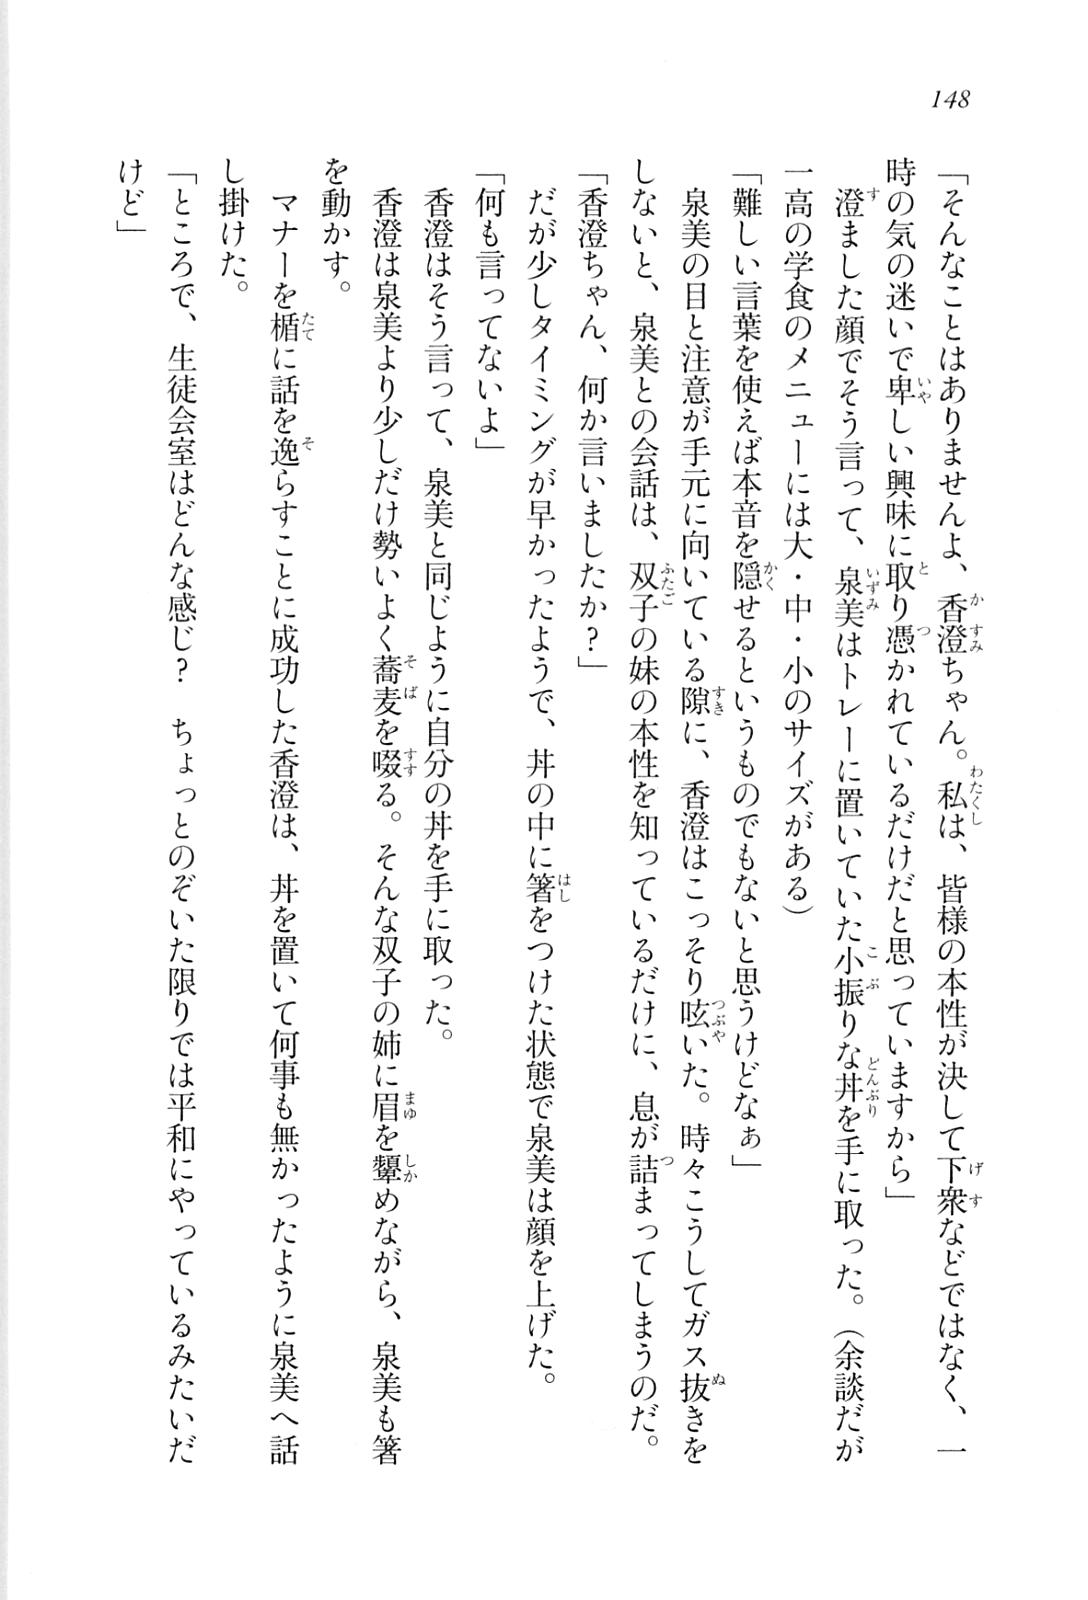 148
「そんなことはありませんよ、香澄ちゃん。私は、皆様の本性が決して下衆などではなく、一
時の気の迷いで卑しい興味に取り憑かれているだけだと思っていますから」
　澄ました顔でそう言って、泉美はトレーに置いていた小振りな丼を手に取った。（余談だが
一高の学食のメニューには大・中・小のサイズがある）
「難しい言葉を使えば本音を隠せるというものでもないと思うけどなぁ」
　泉美の目と注意が手元に向いている隙に、香澄はこっそり呟いた。時々こうしてガス抜きを
しないと、泉美との会話は、双子の妹の本性を知っているだけに、息が詰まってしまうのだ。
「香澄ちゃん、何か言いましたか？」
　だが少しタイミングが早かったようで、丼の中に箸をつけた状態で泉美は顔を上げた。
「何も言ってないよ」
　香澄はそう言って、泉美と同じように自分の丼を手に取った。
　香澄は泉美より少しだけ勢いよく蕎麦を啜る。そんな双子の姉に眉を顰めながら、泉美も箸
を動かす。
　マナーを楯に話を逸らすことに成功した香澄は、丼を置いて何事も無かったように泉美へ話
し掛けた。
「ところで、生徒会室はどんな感じ？　ちょっとのぞいた限りでは平和にやっているみたいだ
けど」